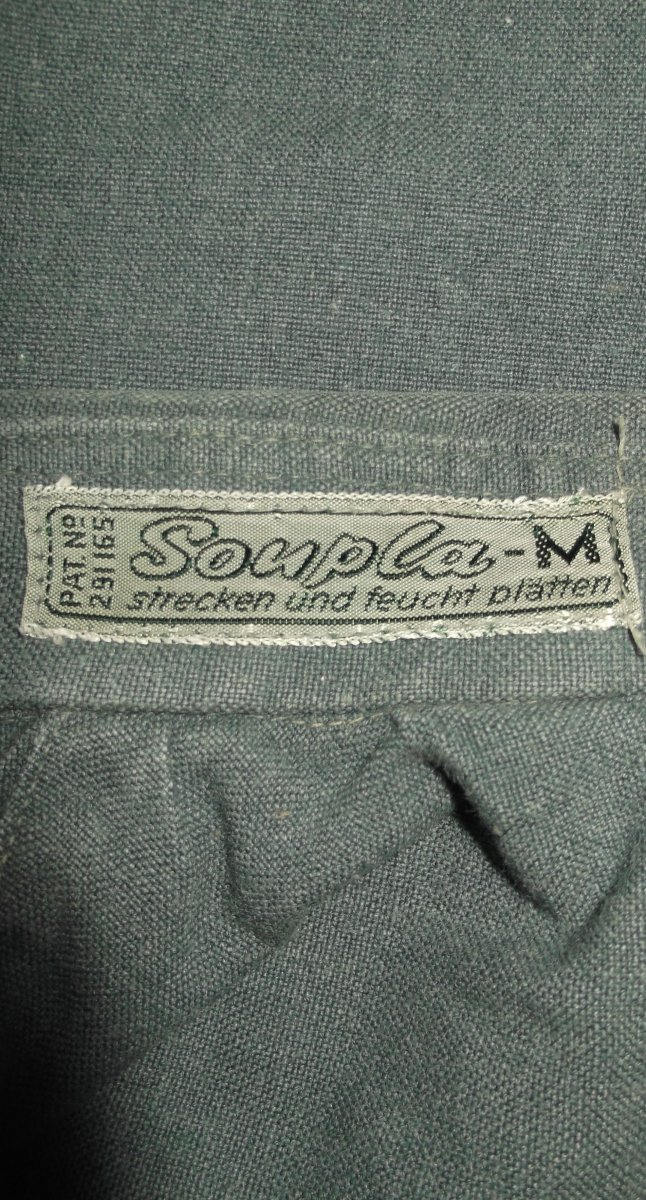 PAT. Nº
291165
Soupla-M
strecken und feucht plätten